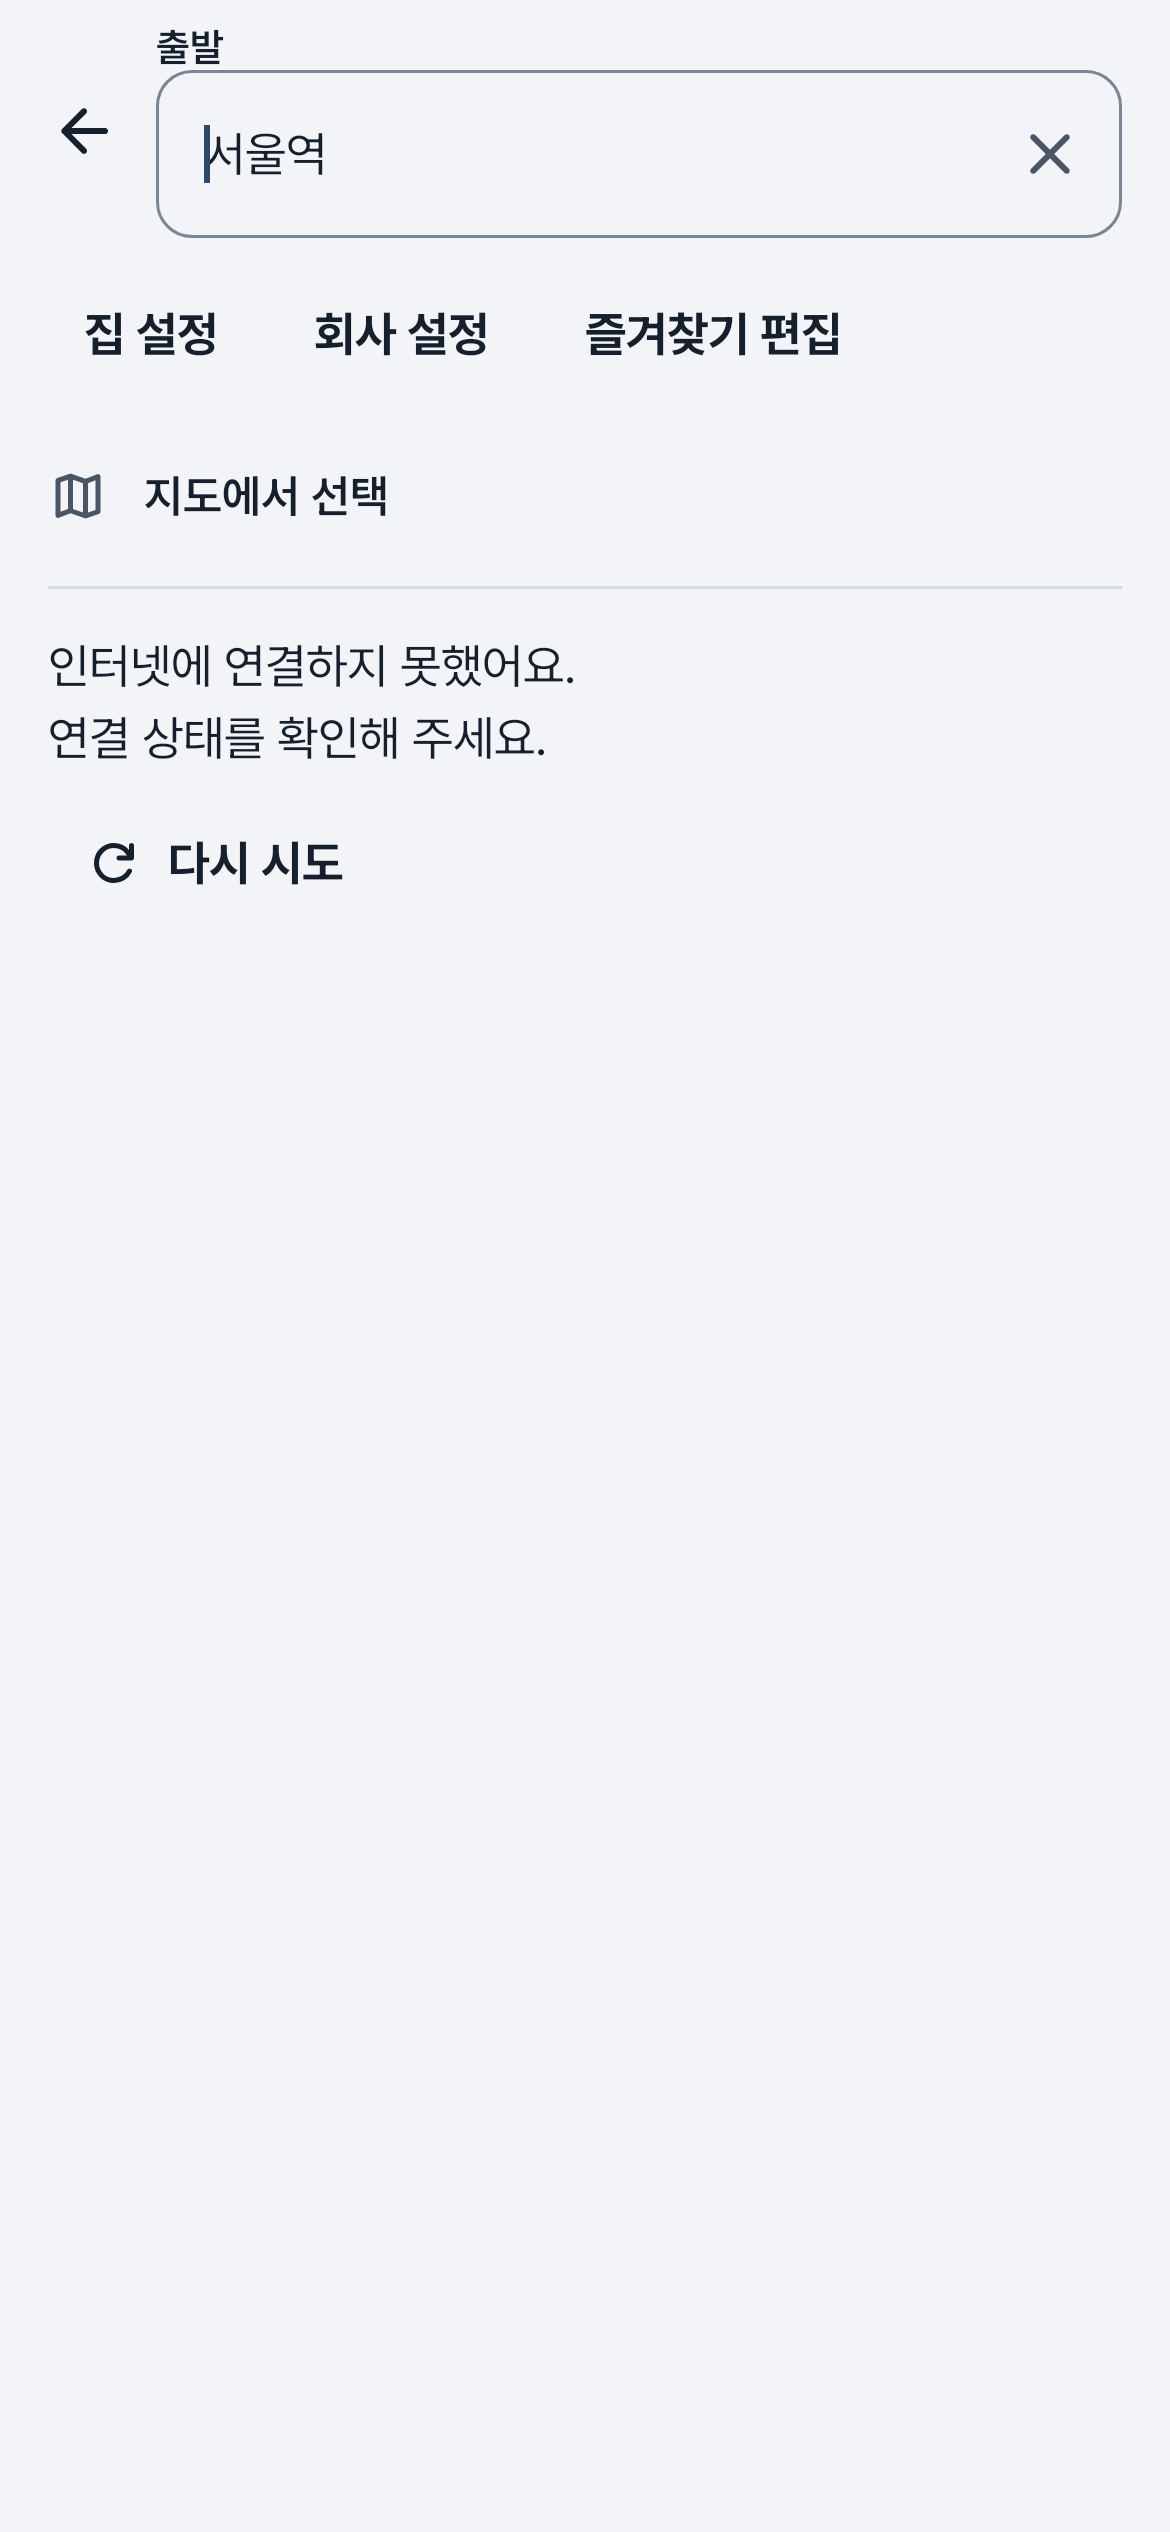 출발
서울역
집 설정 회사 설정 즐겨찾기 편집
지도에서 선택
인터넷에 연결하지 못했어요.
연결 상태를 확인해 주세요.
다시 시도